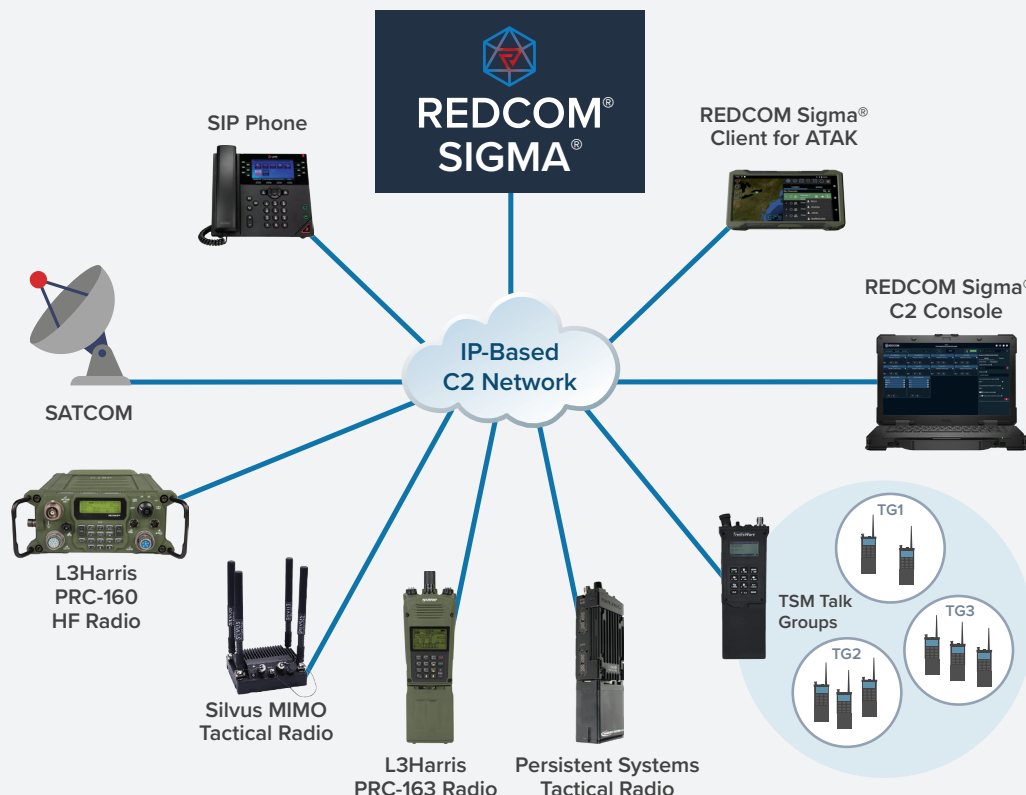 REDCOM®
SIGMA®
SIP Phone
REDCOM Sigma®
Client for ATAK
REDCOM Sigma®
C2 Console
IP-Based
C2 Network
SATCOM
L3Harris
PRC-160
HF Radio
Silvus MIMO
Tactical Radio
L3Harris
PRC-163 Radio
Persistent Systems
Tactical Radio
TSM Talk
Groups
TG1
TG3
TG2